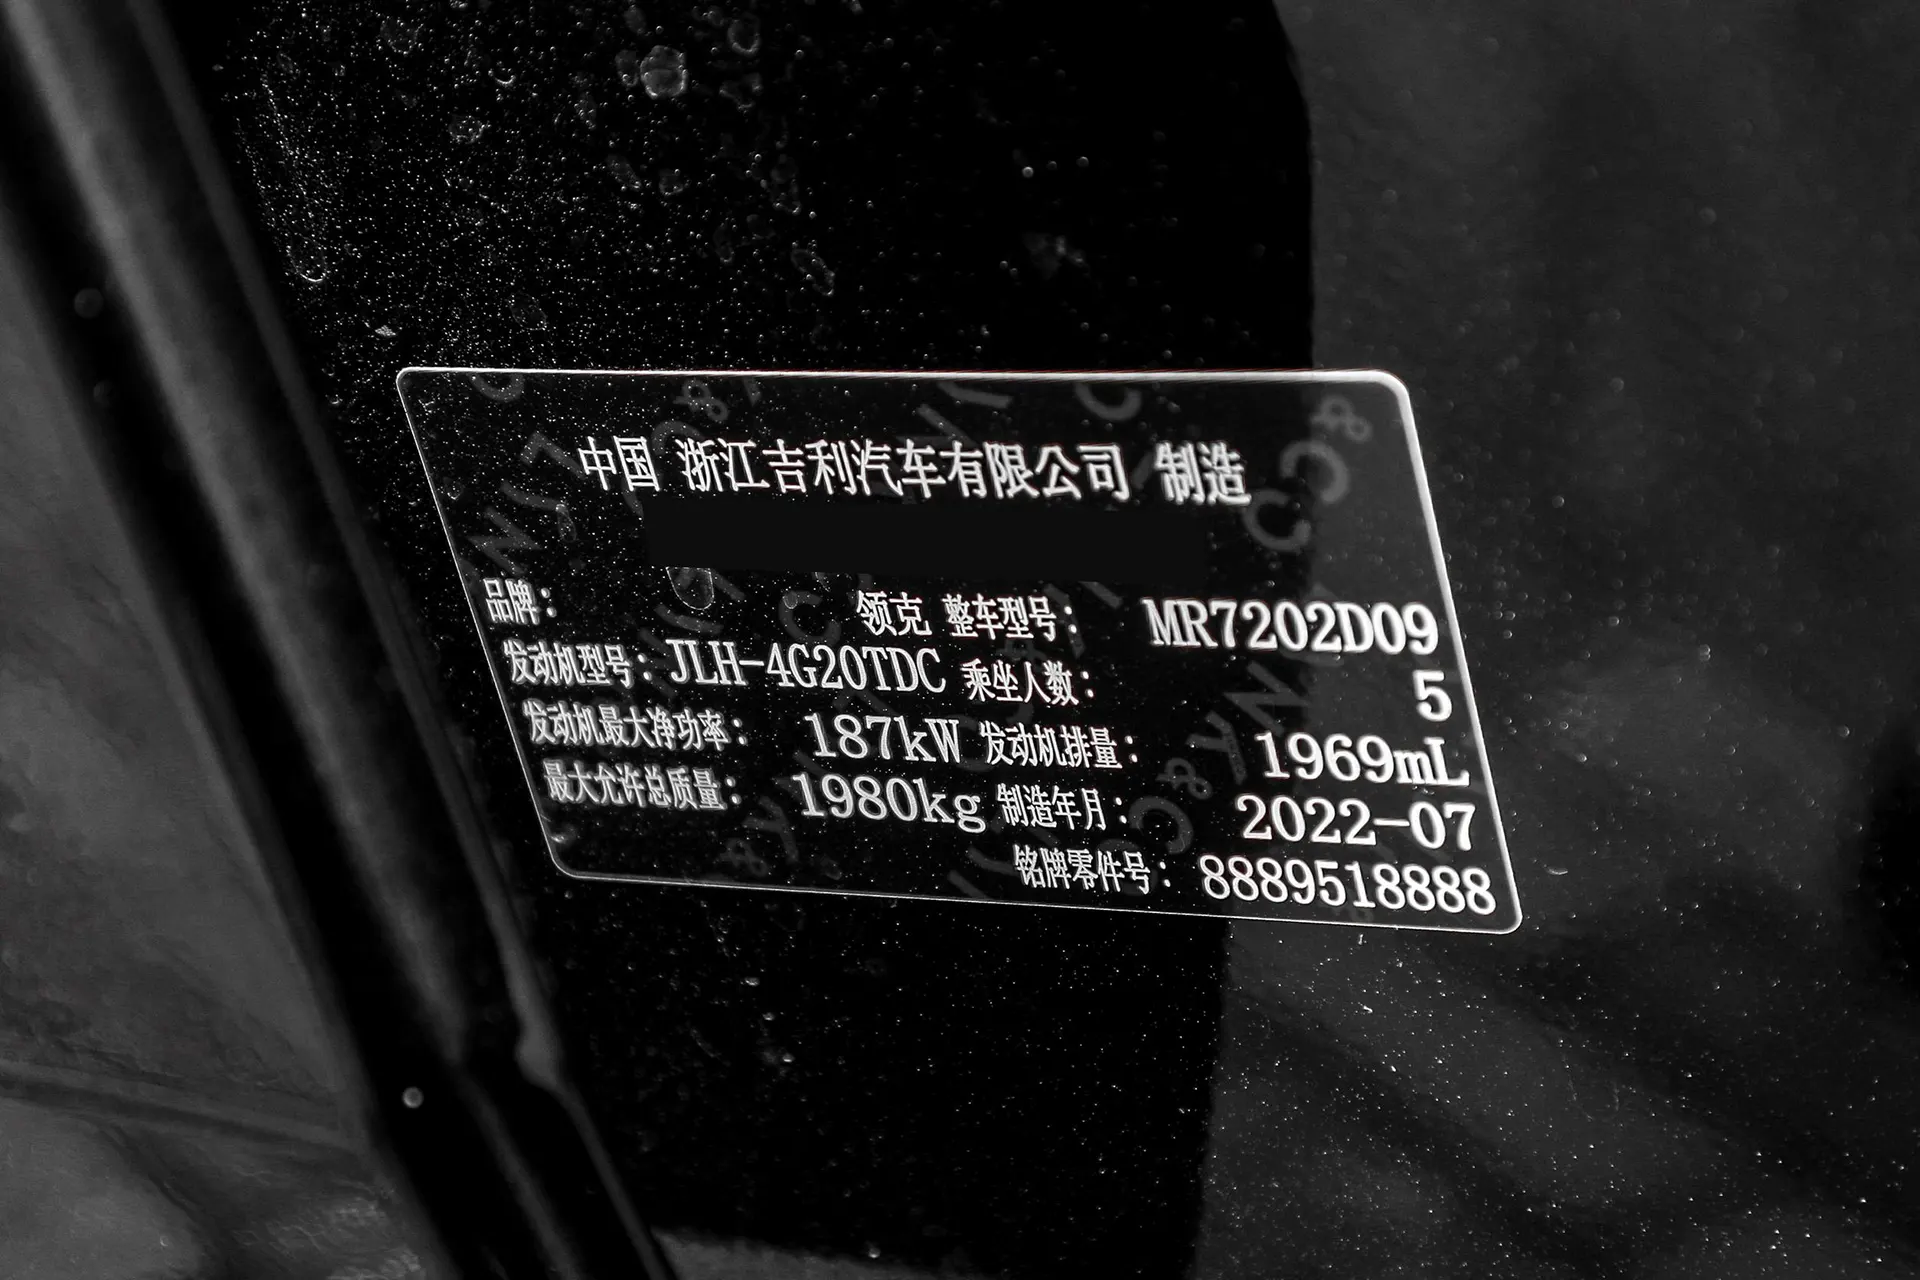 中国 浙江吉利汽车有限公司 制造
品牌： 领克 整车型号： MR7202D09
发动机型号：JLH-4G20TDC 乘坐人数： 5
发动机最大净功率： 187kW 发动机排量： 1969mL
最大允许总质量： 1980kg 制造年月： 2022-07
铭牌零件号： 8889518888